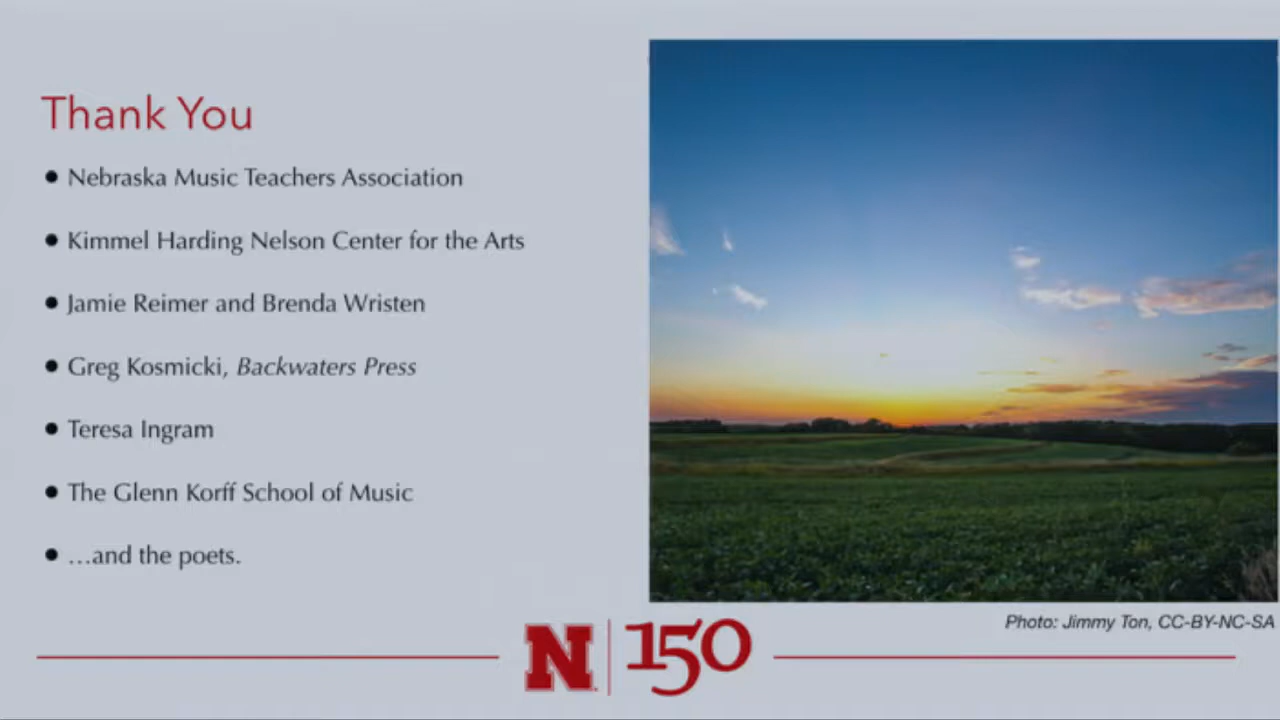 Thank You
• Nebraska Music Teachers Association
• Kimmel Harding Nelson Center for the Arts
• Jamie Reimer and Brenda Wristen
• Greg Kosmicki, Backwaters Press
• Teresa Ingram
• The Glenn Korff School of Music
• …and the poets.
Photo: Jimmy Ton, CC-BY-NC-SA
N 150